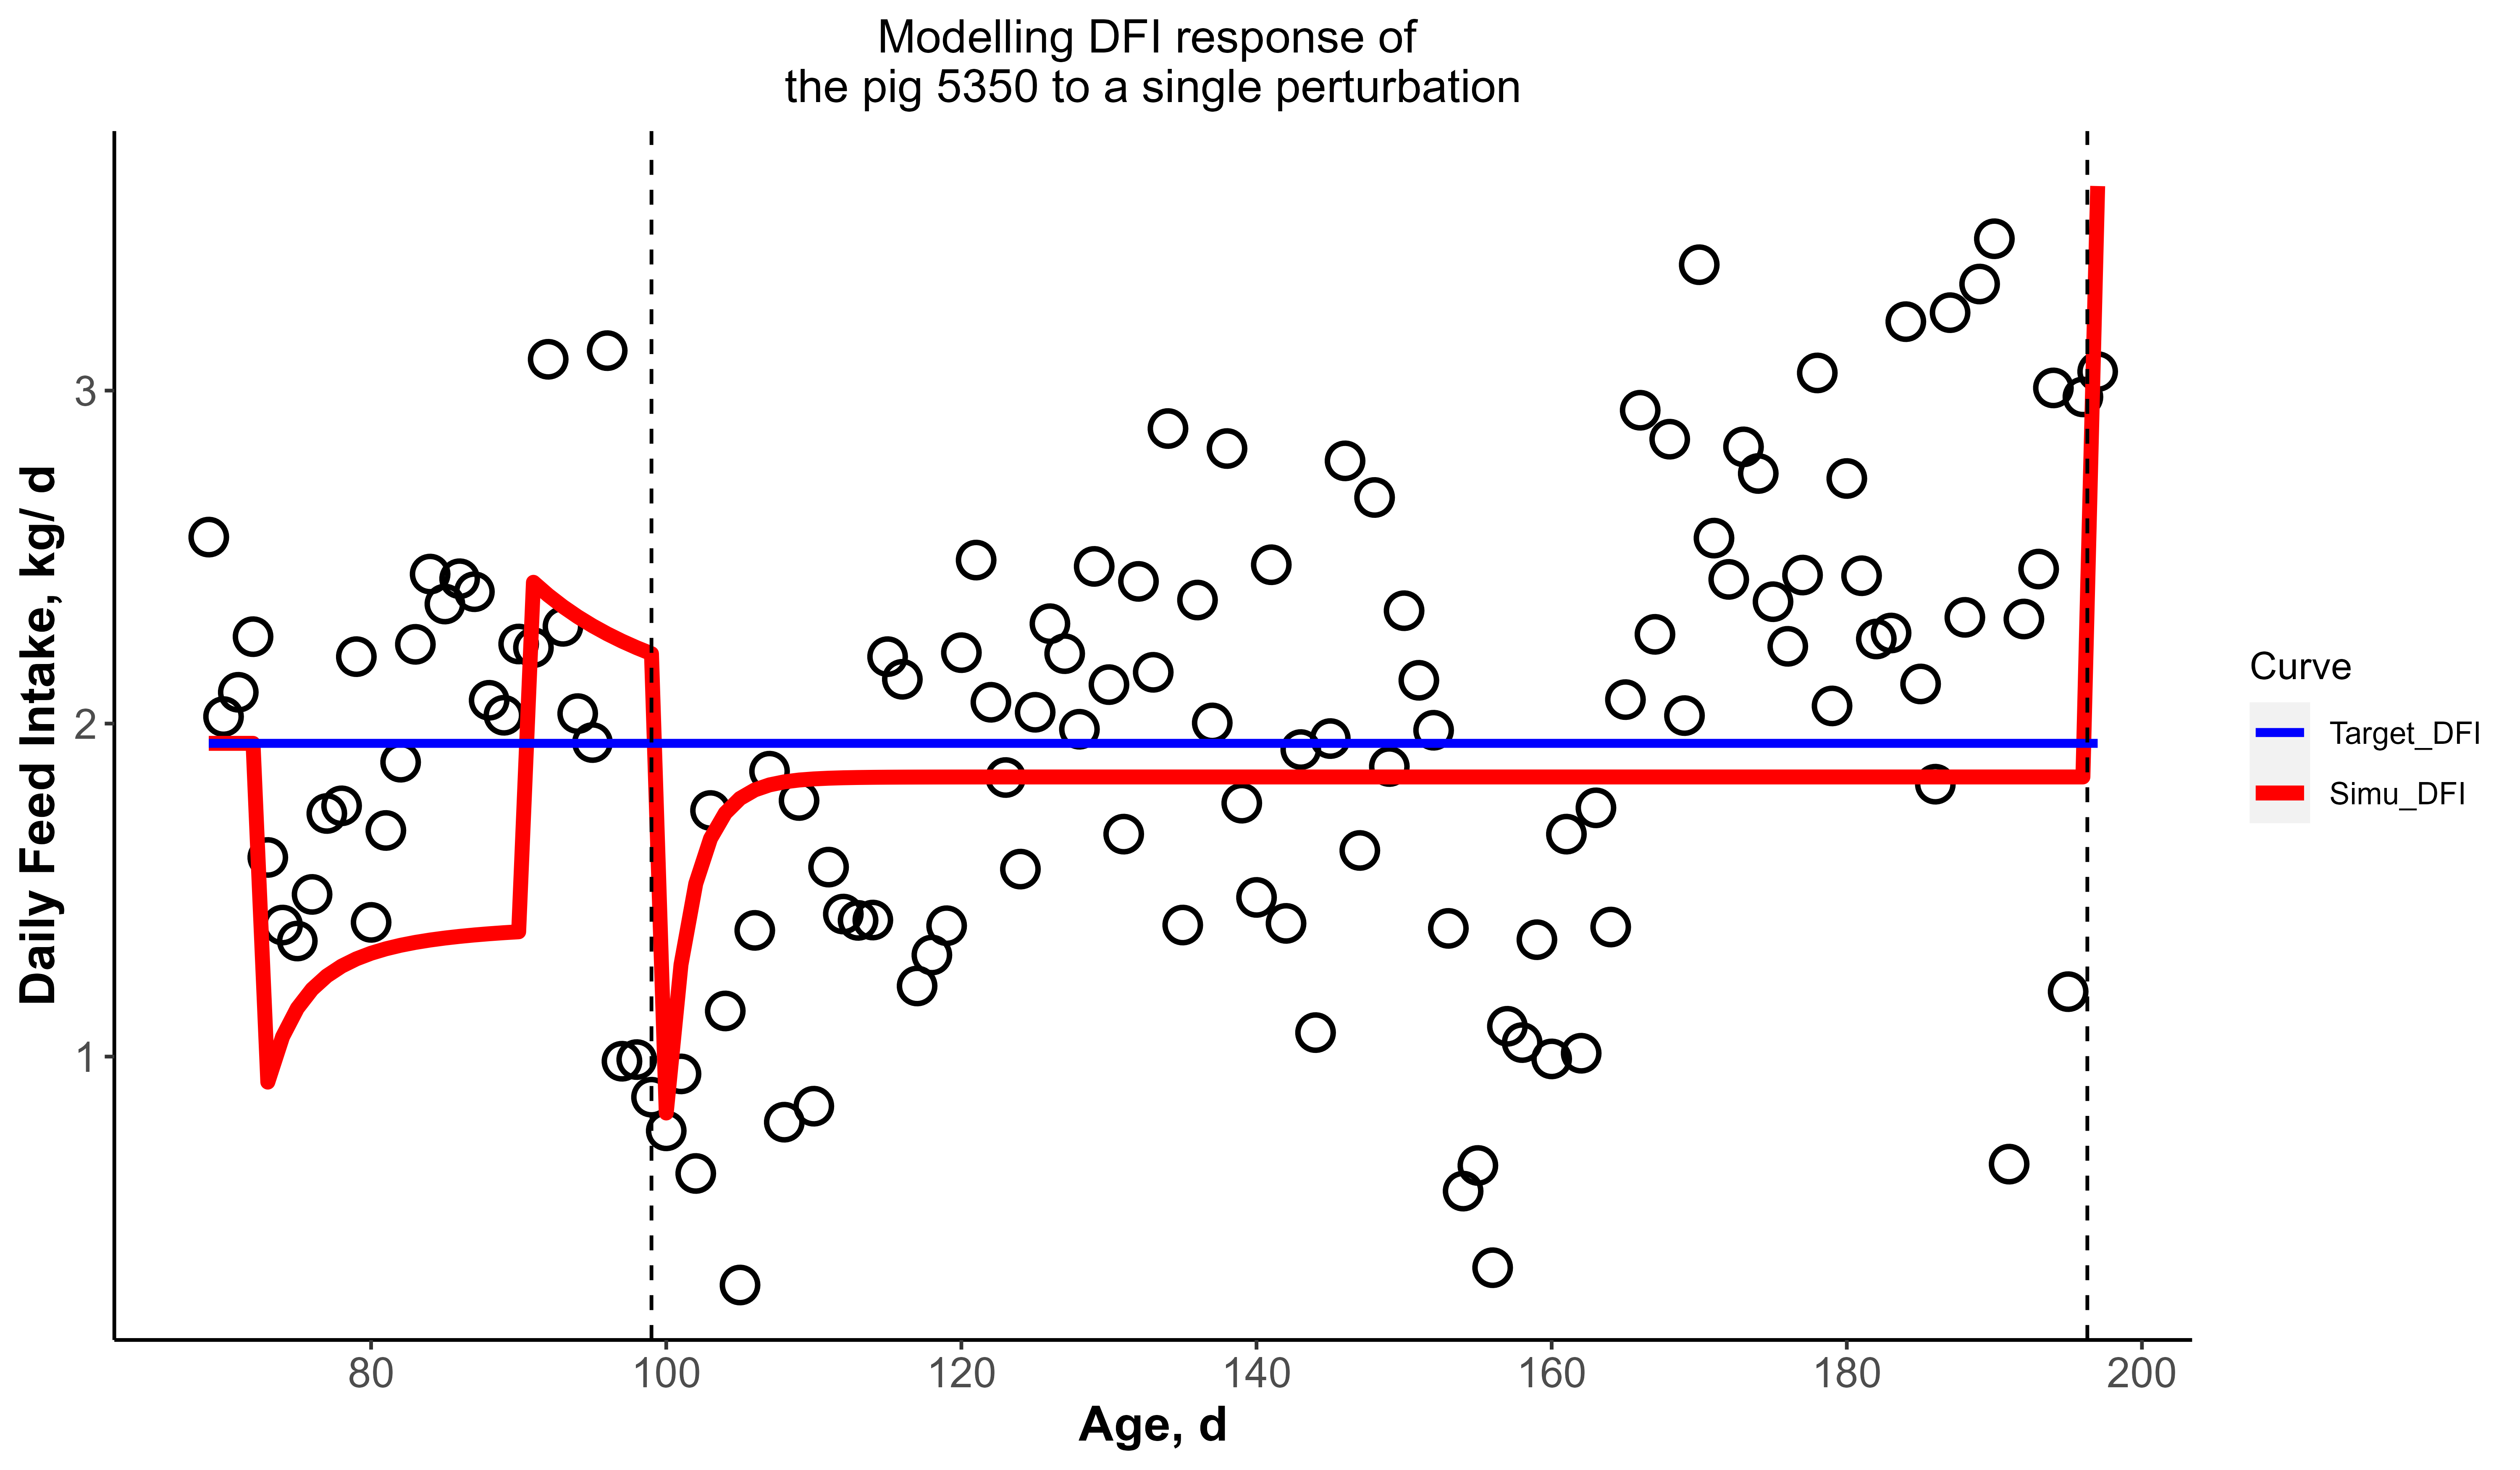 Modelling DFI response of
the pig 5350 to a single perturbation
Daily Feed Intake, kg/ d
3
2
1
80
100
120
140
160
180
200
Age, d
Curve
Target_DFI
Simu_DFI